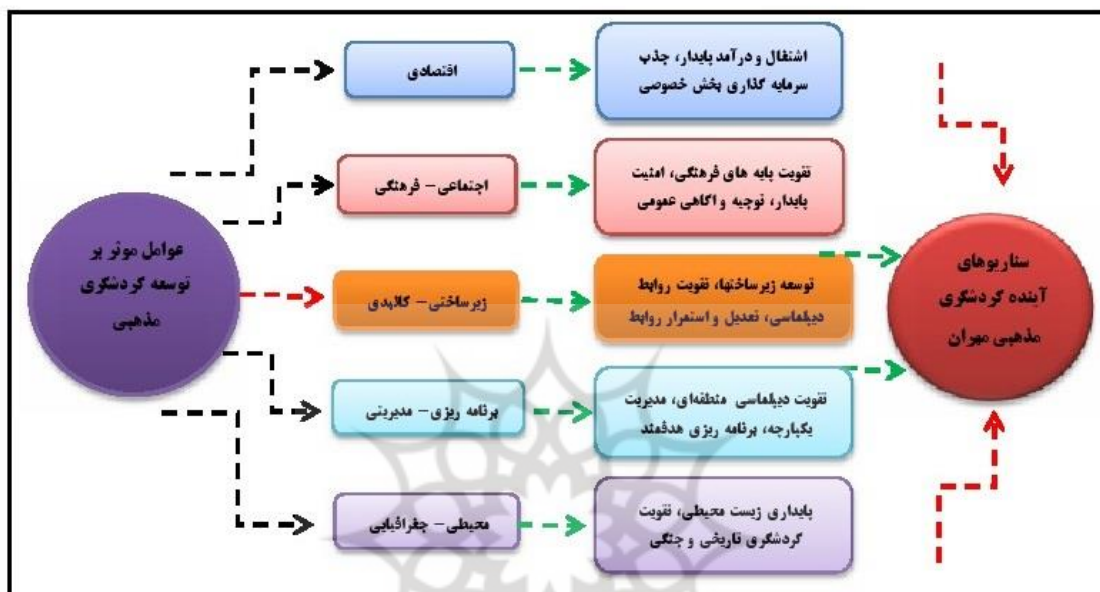 عوامل موثر بر
توسعه گردشگری
مذهبی
اقتصادی
اشتغال و درآمد پایدار، جذب
سرمایه گذاری بخش خصوصی
اجتماعی- فرهنگی
تقویت پایه های فرهنگی، امنیت
پایدار، توجیه و اگاهی عمومی
زیرساختی- کالبدی
توسعه زیرساختها، تقویت روابط
دیپلماسی، تعدیل و استمرار روابط
برنامه ریزی- مدیریتی
تقویت دیپلماسی منطقه‌ای، مدیریت
یکپارچه، برنامه ریزی هدفمند
محیطی- جغرافیایی
پایداری زیست محیطی، تقویت
گردشگری تاریخی و جنگی
سناریوهای
آینده گردشگری
مذهبی مهران